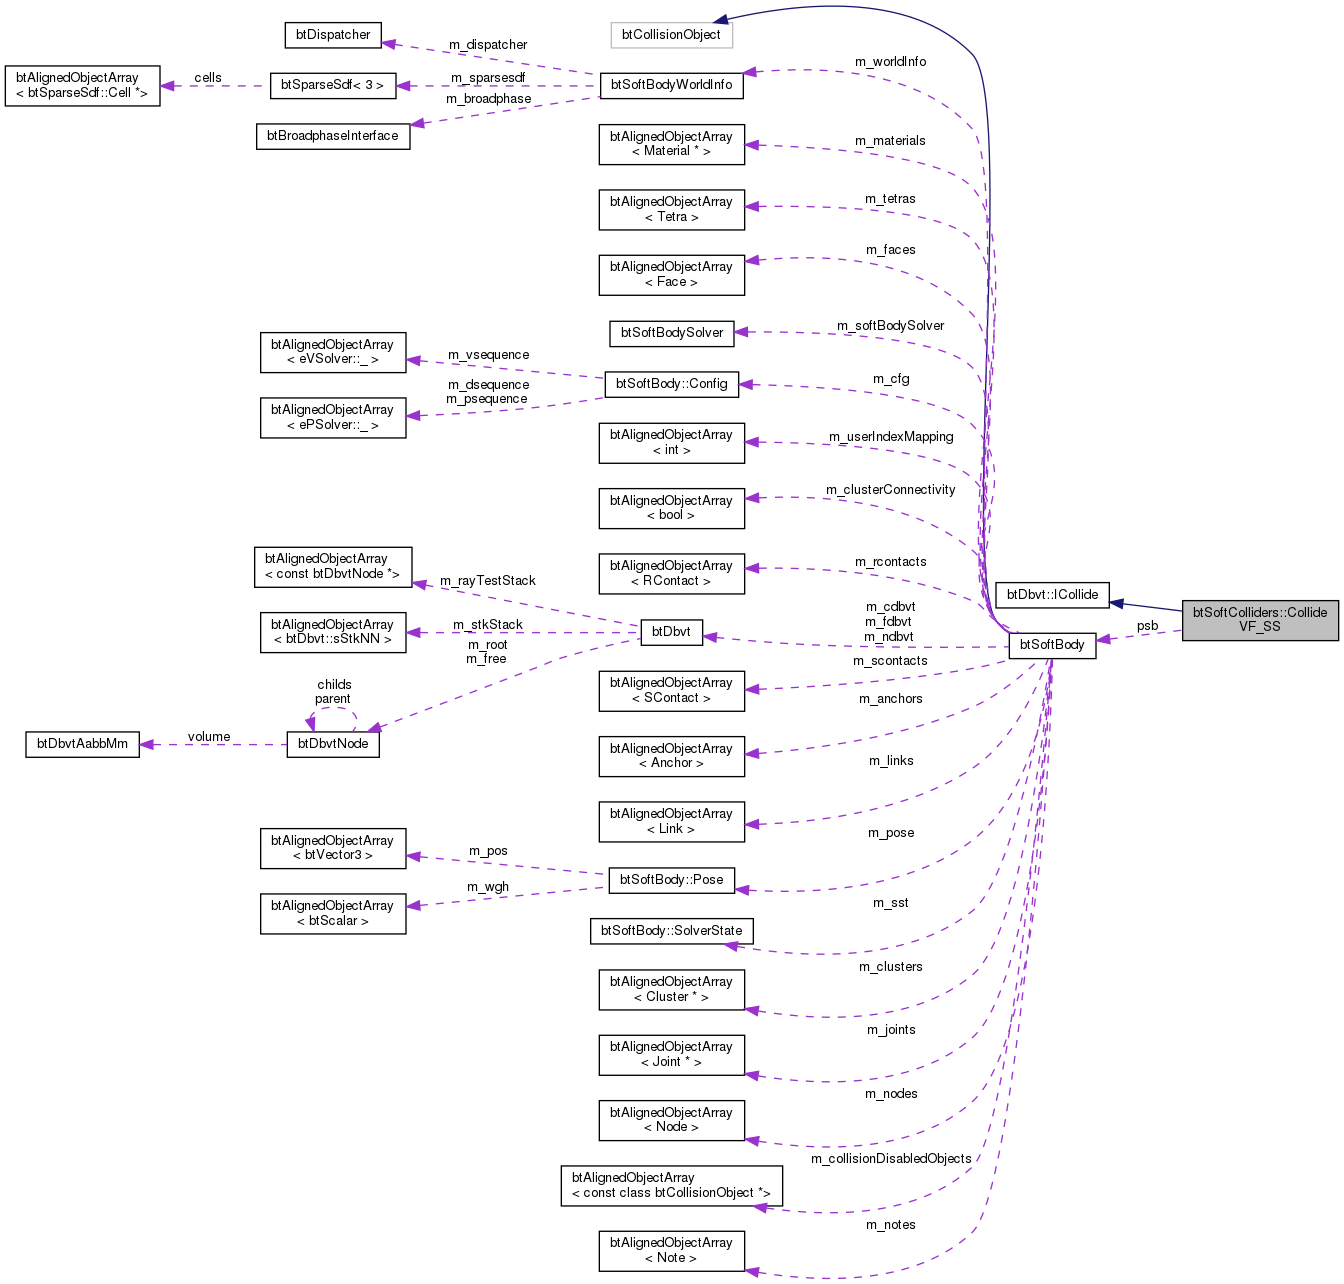 btDispatcher
btCollisionObject
m_dispatcher
m_worldInfo
btAlignedObjectArray
< btSparseSdf::Cell *>
cells
btSparseSdf< 3 >
m_sparsesdf
btSoftBodyWorldInfo
m_broadphase
btBroadphaseInterface
btAlignedObjectArray
< Material * >
m_materials
btAlignedObjectArray
< Tetra >
m_tetras
btAlignedObjectArray
< Face >
m_faces
btSoftBodySolver
m_softBodySolver
btAlignedObjectArray
< eVSolver::_ >
m_vsequence
btSoftBody::Config
m_cfg
m_dsequence
m_psequence
btAlignedObjectArray
< ePSolver::_ >
btAlignedObjectArray
< int >
m_userIndexMapping
btAlignedObjectArray
< bool >
m_clusterConnectivity
btAlignedObjectArray
< const btDbvtNode *>
m_rayTestStack
btAlignedObjectArray
< RContact >
m_rcontacts
btDbvt::ICollide
btSoftColliders::Collide
VF_SS
psb
btSoftBody
btAlignedObjectArray
< btDbvt::sStkNN >
m_stkStack
btDbvt
m_cdbvt
m_fdbvt
m_ndbvt
m_root
m_free
btAlignedObjectArray
< SContact >
m_scontacts
childs
parent
btDbvtAabbMm
volume
btDbvtNode
btAlignedObjectArray
< Anchor >
m_anchors
btAlignedObjectArray
< Link >
m_links
btAlignedObjectArray
< btVector3 >
m_pos
btSoftBody::Pose
m_pose
m_wgh
btAlignedObjectArray
< btScalar >
btSoftBody::SolverState
m_sst
btAlignedObjectArray
< Cluster * >
m_clusters
btAlignedObjectArray
< Joint * >
m_joints
btAlignedObjectArray
< Node >
m_nodes
btAlignedObjectArray
< const class btCollisionObject *>
m_collisionDisabledObjects
btAlignedObjectArray
< Note >
m_notes